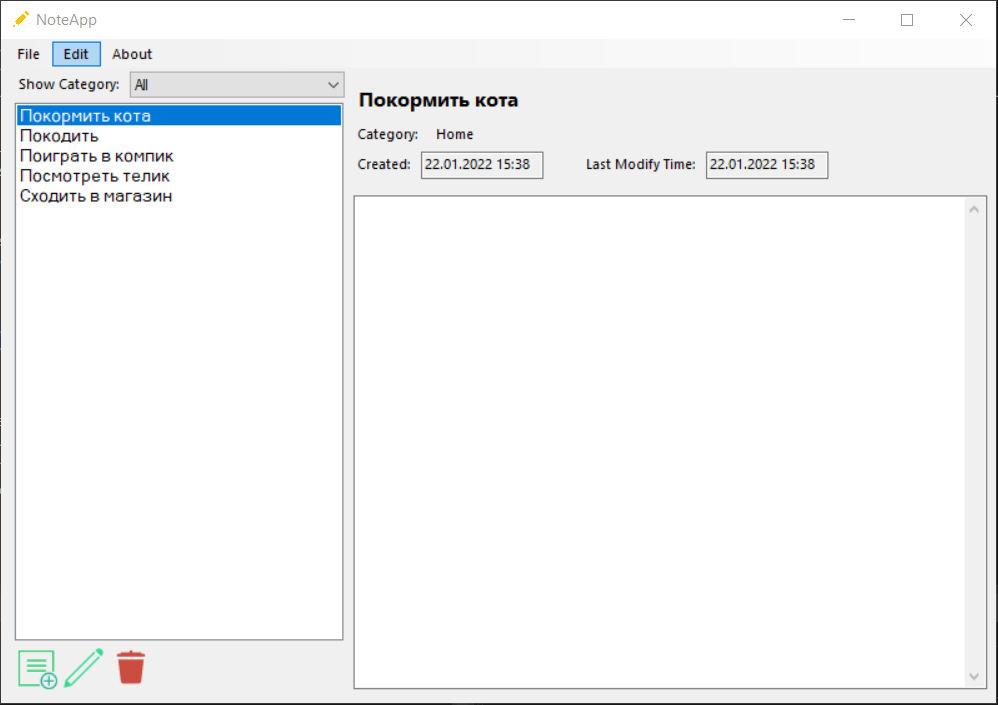 NoteApp
File Edit About
Show Category: All
Покормить кота
Покодить
Поиграть в компик
Посмотреть телик
Сходить в магазин
Покормить кота
Category: Home
Created: 22.01.2022 15:38 Last Modify Time: 22.01.2022 15:38